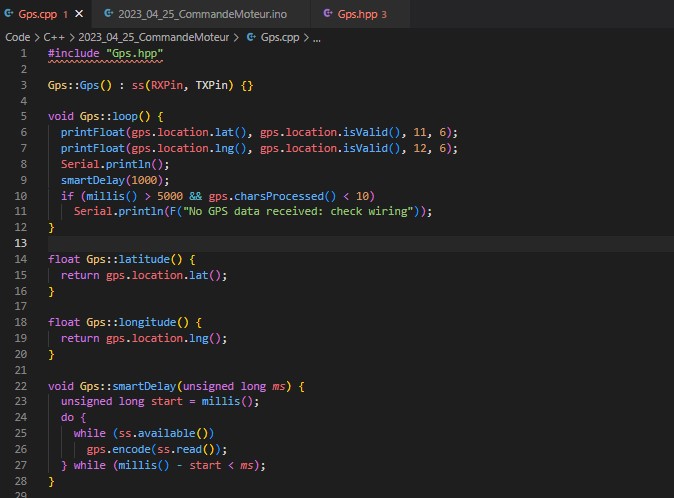 Gps.cpp 1 × 2023_04_25_CommandeMoteur.ino Gps.hpp 3
Code > C++ > 2023_04_25_CommandeMoteur > Gps.cpp > ...
1 #include "Gps.hpp"
2
3 Gps::Gps() : ss(RXPin, TXPin) {}
4
5 void Gps::loop() {
6 printFloat(gps.location.lat(), gps.location.isValid(), 11, 6);
7 printFloat(gps.location.lng(), gps.location.isValid(), 12, 6);
8 Serial.println();
9 smartDelay(1000);
10 if (millis() > 5000 && gps.charsProcessed() < 10)
11 Serial.println(F("No GPS data received: check wiring"));
12 }
13
14 float Gps::latitude() {
15 return gps.location.lat();
16 }
17
18 float Gps::longitude() {
19 return gps.location.lng();
20 }
21
22 void Gps::smartDelay(unsigned long ms) {
23 unsigned long start = millis();
24 do {
25 while (ss.available())
26 gps.encode(ss.read());
27 } while (millis() - start < ms);
28 }
29